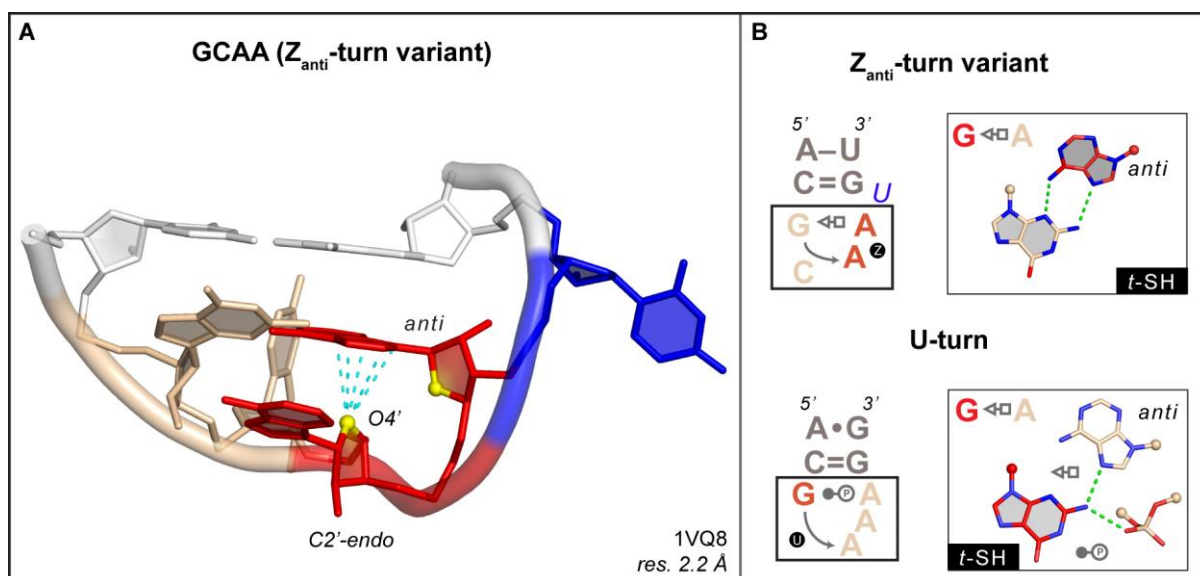 A
GCAA (Zanti-turn variant)
anti
O4'
C2'-endo
1VQ8
res. 2.2 Å
B
Zanti-turn variant
5' 3'
A–U
C=G U
G A
C A Z
G A
anti
t-SH
U-turn
5' 3'
A•G
C=G
G P A
A
U A
G A
anti
P
t-SH